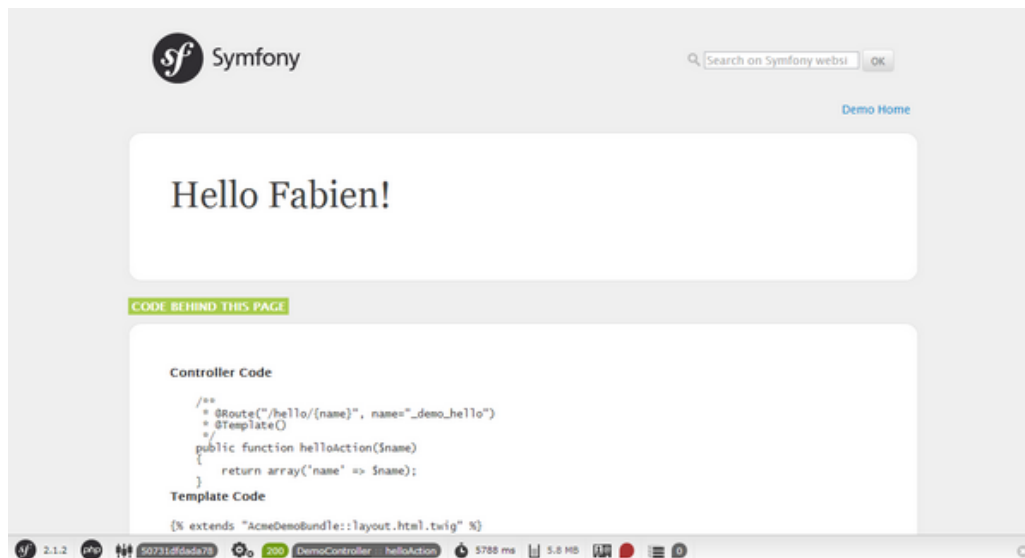 sf Symfony
Search on Symfony websi OK
Demo Home
Hello Fabien!
CODE BEHIND THIS PAGE
Controller Code
/**
* @Route("/hello/{name}", name="_demo_hello")
* @Template()
*/
public function helloAction($name)
{
return array('name' => $name);
}
Template Code
{% extends "AcmeDemoBundle::layout.html.twig" %}
sf 2.1.2 php 50731dfdada78 200 DemoController helloAction 5788 ms 5.8 MB 0